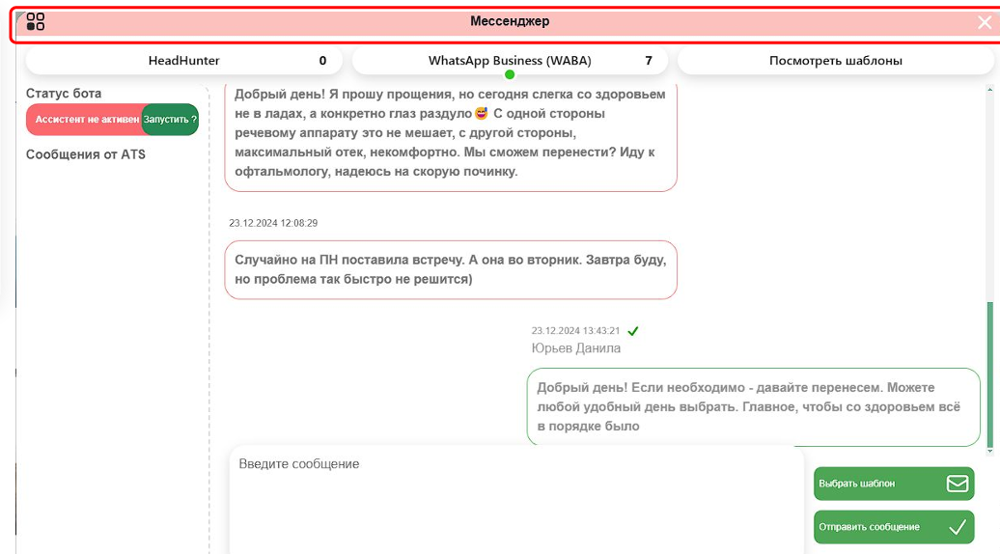 Мессенджер
HeadHunter 0
WhatsApp Business (WABA) 7
Посмотреть шаблоны
Статус бота
Ассистент не активен Запустить ?
Сообщения от ATS
Добрый день! Я прошу прощения, но сегодня слегка со здоровьем
не в ладах, а конкретно глаз раздуло😅 С одной стороны
речевому аппарату это не мешает, с другой стороны,
максимальный отек, некомфортно. Мы сможем перенести? Иду к
офтальмологу, надеюсь на скорую починку.
23.12.2024 12:08:29
Случайно на ПН поставила встречу. А она во вторник. Завтра буду,
но проблема так быстро не решится)
23.12.2024 13:43:21
Юрьев Данила
Добрый день! Если необходимо - давайте перенесем. Можете
любой удобный день выбрать. Главное, чтобы со здоровьем всё
в порядке было
Введите сообщение
Выбрать шаблон
Отправить сообщение